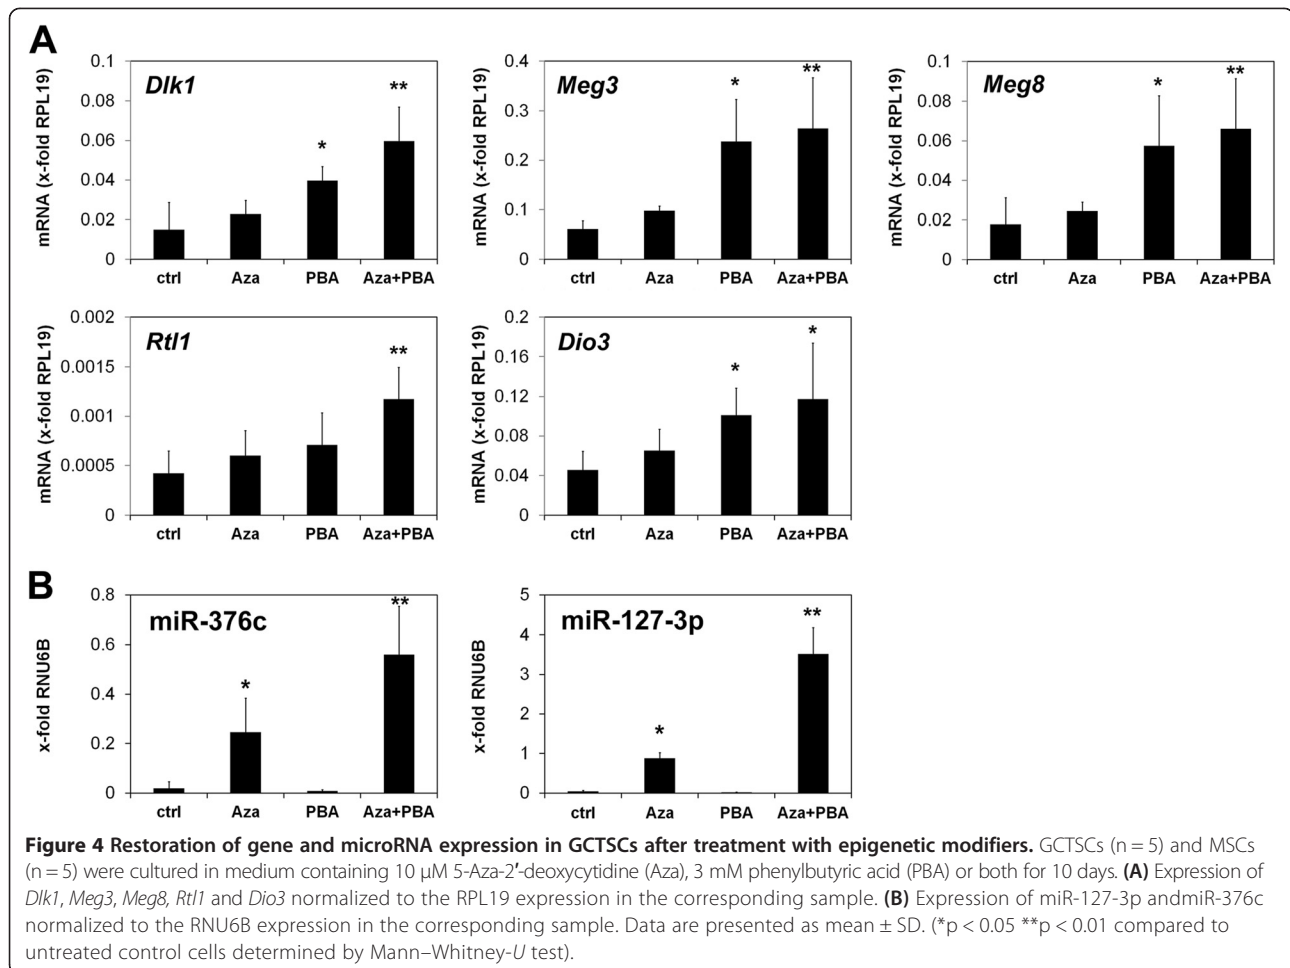 A
Dlk1
mRNA (x-fold RPL19)
0.1
0.08
0.06
0.04
0.02
0
*
**
ctrl Aza PBA Aza+PBA
Meg3
mRNA (x-fold RPL19)
0.4
0.3
0.2
0.1
0
*
**
ctrl Aza PBA Aza+PBA
Meg8
mRNA (x-fold RPL19)
0.1
0.08
0.06
0.04
0.02
0
*
**
ctrl Aza PBA Aza+PBA
Rtl1
mRNA (x-fold RPL19)
0.002
0.0015
0.001
0.0005
0
**
ctrl Aza PBA Aza+PBA
Dio3
mRNA (x-fold RPL19)
0.2
0.16
0.12
0.08
0.04
0
*
*
ctrl Aza PBA Aza+PBA
B
miR-376c
x-fold RNU6B
0.8
0.6
0.4
0.2
0
*
**
ctrl Aza PBA Aza+PBA
miR-127-3p
x-fold RNU6B
5
4
3
2
1
0
*
**
ctrl Aza PBA Aza+PBA
Figure 4 Restoration of gene and microRNA expression in GCTSCs after treatment with epigenetic modifiers. GCTSCs (n = 5) and MSCs
(n = 5) were cultured in medium containing 10 μM 5-Aza-2′-deoxycytidine (Aza), 3 mM phenylbutyric acid (PBA) or both for 10 days. (A) Expression of
Dlk1, Meg3, Meg8, Rtl1 and Dio3 normalized to the RPL19 expression in the corresponding sample. (B) Expression of miR-127-3p andmiR-376c
normalized to the RNU6B expression in the corresponding sample. Data are presented as mean ± SD. (*p < 0.05 **p < 0.01 compared to
untreated control cells determined by Mann–Whitney-U test).